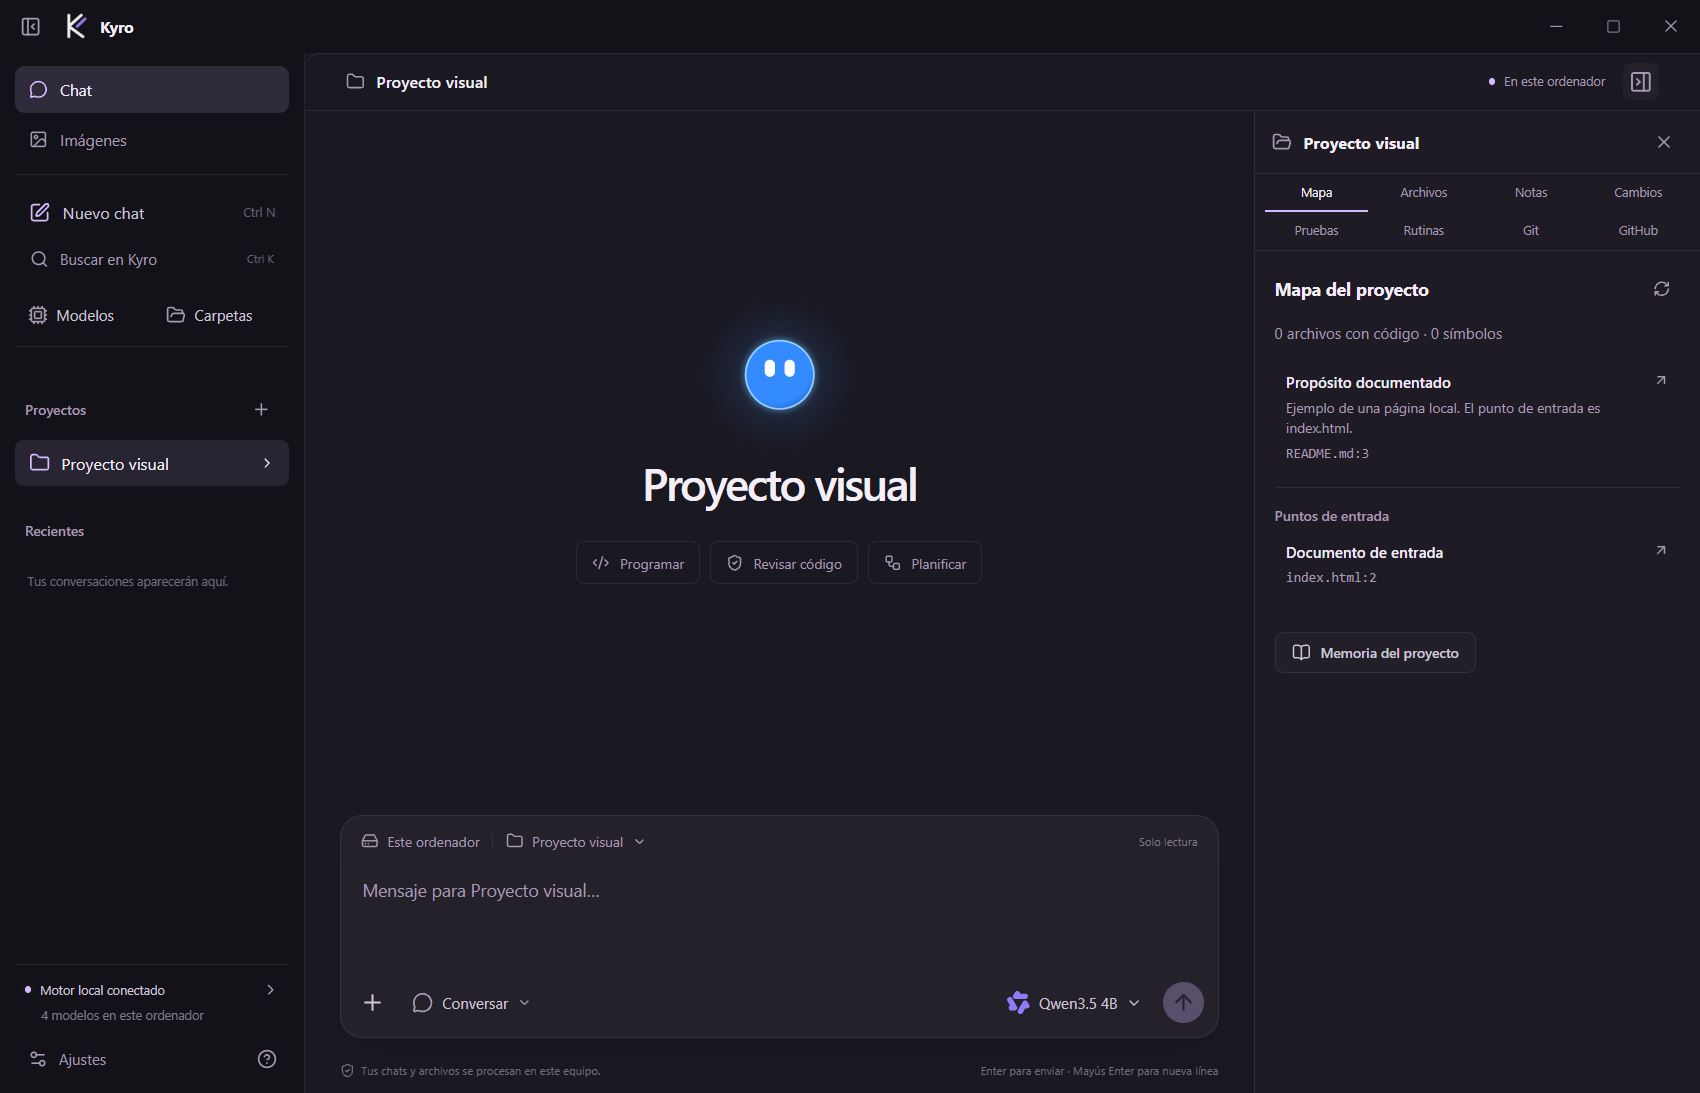 Kyro
Chat
Imágenes
Nuevo chat
Ctrl N
Buscar en Kyro
Ctrl K
Modelos
Carpetas
Proyectos
Proyecto visual
Recientes
Tus conversaciones aparecerán aquí.
Motor local conectado
4 modelos en este ordenador
Ajustes
Proyecto visual
En este ordenador
Proyecto visual
Programar
Revisar código
Planificar
Este ordenador
Proyecto visual
Solo lectura
Mensaje para Proyecto visual...
Conversar
Qwen3.5 4B
Tus chats y archivos se procesan en este equipo.
Enter para enviar · Mayús Enter para nueva línea
Proyecto visual
Mapa
Archivos
Notas
Cambios
Pruebas
Rutinas
Git
GitHub
Mapa del proyecto
0 archivos con código · 0 símbolos
Propósito documentado
Ejemplo de una página local. El punto de entrada es
index.html.
README.md:3
Puntos de entrada
Documento de entrada
index.html:2
Memoria del proyecto